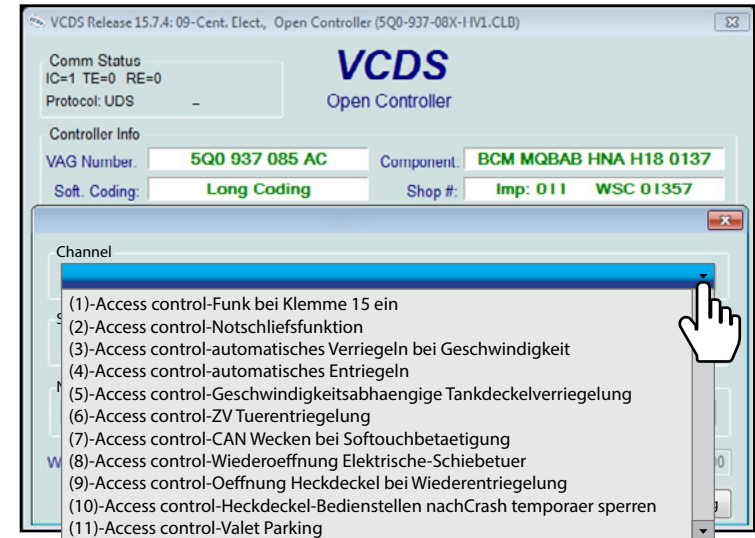 VCDS Release 15.7.4: 09-Cent. Elect., Open Controller (5Q0-937-08X-HV1.CLB)
Comm Status
IC=1 TE=0 RE=0
Protocol: UDS
VCDS
Open Controller
Controller Info
VAG Number: 5Q0 937 085 AC Component: BCM MQBAB HNA H18 0137
Soft. Coding: Long Coding Shop #: Imp: 011 WSC 01357
Channel
(1)-Access control-Funk bei Klemme 15 ein
(2)-Access control-Notschliefsfunktion
(3)-Access control-automatisches Verriegeln bei Geschwindigkeit
(4)-Access control-automatisches Entriegeln
(5)-Access control-Geschwindigkeitsabhaengige Tankdeckelverriegelung
(6)-Access control-ZV Tuerentriegelung
(7)-Access control-CAN Wecken bei Softouchbetaetigung
(8)-Access control-Wiederoeffnung Elektrische-Schiebetuer
(9)-Access control-Oeffnung Heckdeckel bei Wiederentriegelung
(10)-Access control-Heckdeckel-Bedienstellen nachCrash temporaer sperren
(11)-Access control-Valet Parking